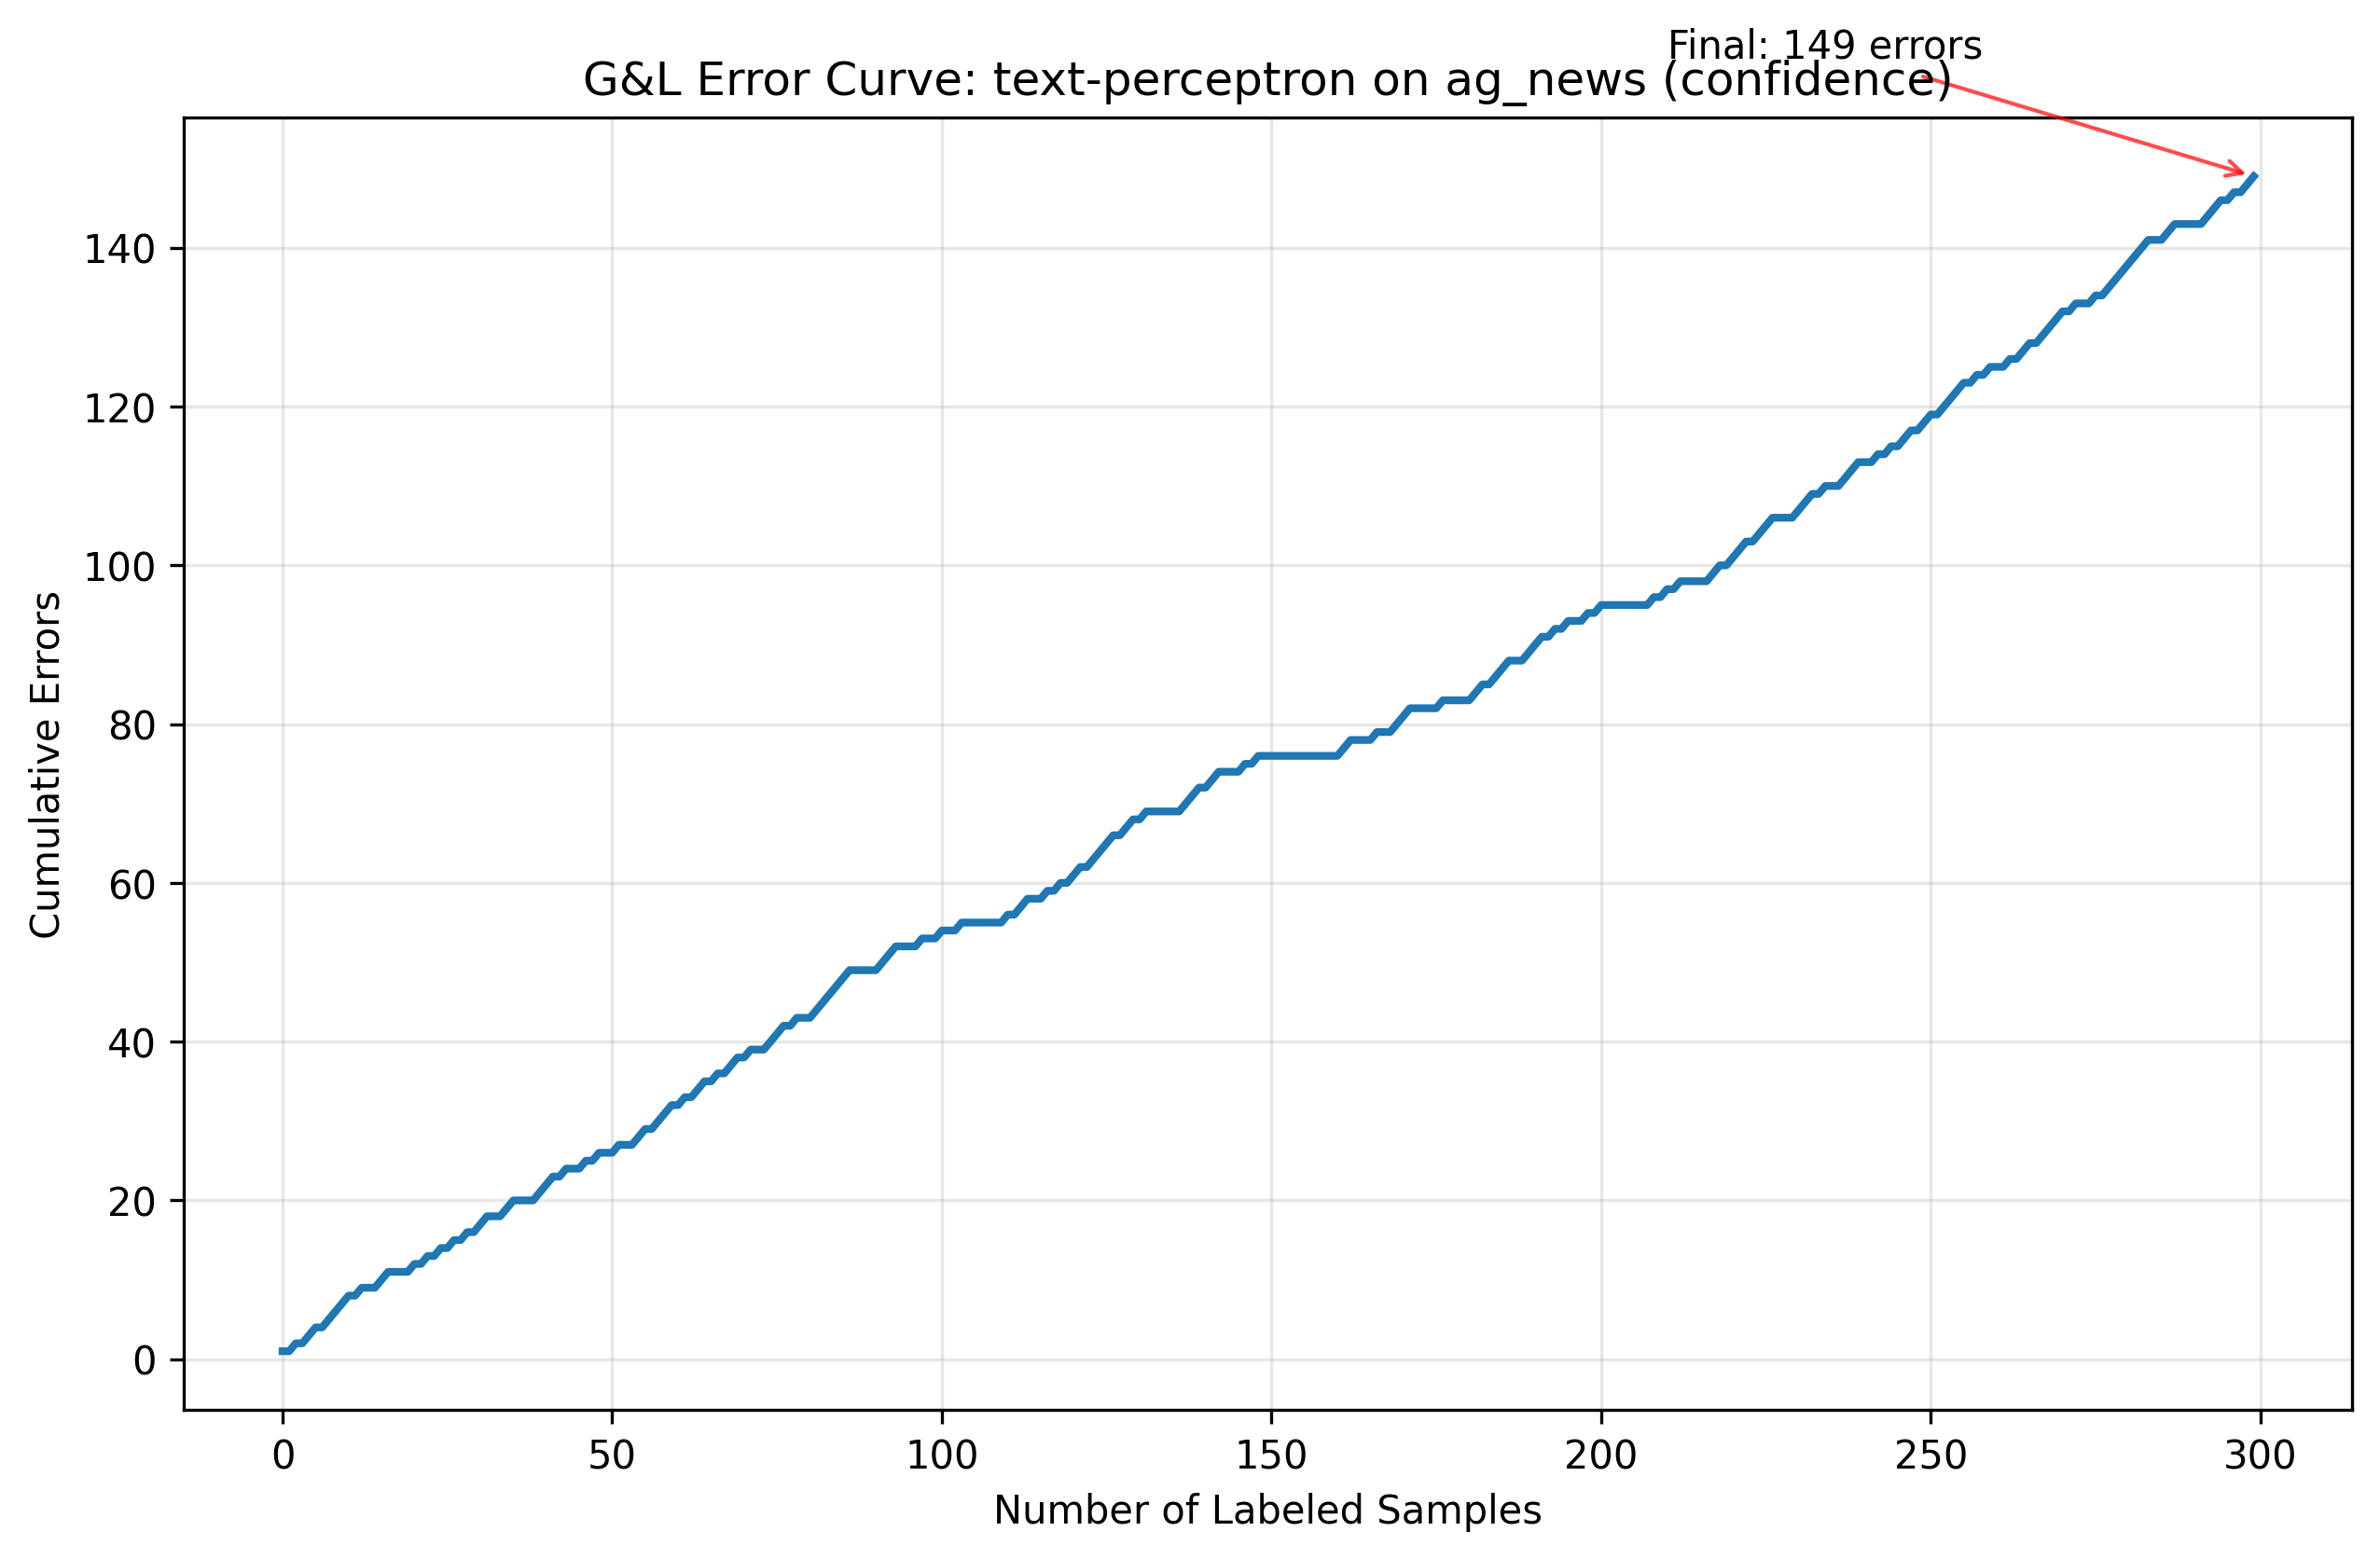 Final: 149 errors
G&L Error Curve: text-perceptron on ag_news (confidence)
Cumulative Errors
140
120
100
80
60
40
20
0
0 50 100 150 200 250 300
Number of Labeled Samples